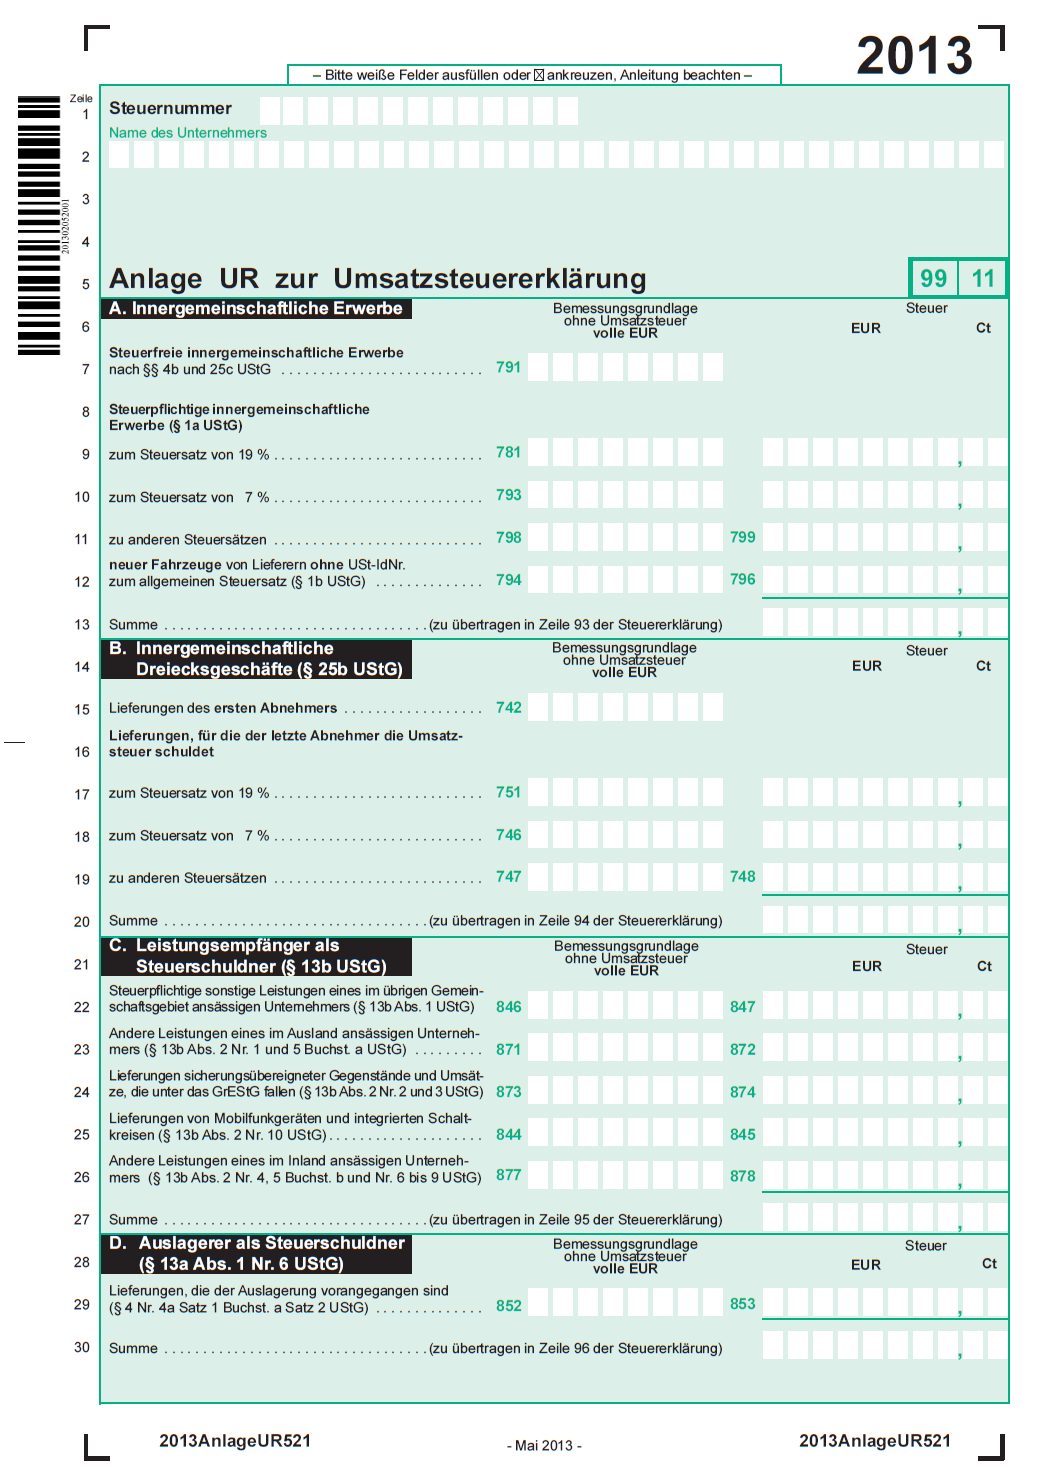 2013
– Bitte weiße Felder ausfüllen oder ☒ ankreuzen, Anleitung beachten –
Zeile
1 Steuernummer
Name des Unternehmers
2
3
201302052001
4
5 Anlage UR zur Umsatzsteuererklärung 99 11
A. Innergemeinschaftliche Erwerbe
Bemessungsgrundlage
ohne Umsatzsteuer
volle EUR
Steuer
6 EUR Ct
Steuerfreie innergemeinschaftliche Erwerbe
7 nach §§ 4b und 25c UStG . . . . . . . . . . . . . . . . . . . . . . . . . . 791
8 Steuerpflichtige innergemeinschaftliche
Erwerbe (§ 1a UStG)
9 zum Steuersatz von 19 % . . . . . . . . . . . . . . . . . . . . . . . . . . . 781 ,
10 zum Steuersatz von 7 % . . . . . . . . . . . . . . . . . . . . . . . . . . . 793 ,
11 zu anderen Steuersätzen . . . . . . . . . . . . . . . . . . . . . . . . . . . 798 799 ,
neuer Fahrzeuge von Lieferern ohne USt-IdNr.
12 zum allgemeinen Steuersatz (§ 1b UStG) . . . . . . . . . . . . . . 794 796 ,
13 Summe . . . . . . . . . . . . . . . . . . . . . . . . . . . . . . . . . . (zu übertragen in Zeile 93 der Steuererklärung) ,
B. Innergemeinschaftliche
Dreiecksgeschäfte (§ 25b UStG)
Bemessungsgrundlage
ohne Umsatzsteuer
volle EUR
Steuer
14 EUR Ct
15 Lieferungen des ersten Abnehmers . . . . . . . . . . . . . . . . . . 742
Lieferungen, für die der letzte Abnehmer die Umsatz-
16 steuer schuldet
17 zum Steuersatz von 19 % . . . . . . . . . . . . . . . . . . . . . . . . . . . 751 ,
18 zum Steuersatz von 7 % . . . . . . . . . . . . . . . . . . . . . . . . . . . 746 ,
19 zu anderen Steuersätzen . . . . . . . . . . . . . . . . . . . . . . . . . . . 747 748 ,
20 Summe . . . . . . . . . . . . . . . . . . . . . . . . . . . . . . . . . . (zu übertragen in Zeile 94 der Steuererklärung) ,
C. Leistungsempfänger als
Steuerschuldner (§ 13b UStG)
Bemessungsgrundlage
ohne Umsatzsteuer
volle EUR
Steuer
21 EUR Ct
Steuerpflichtige sonstige Leistungen eines im übrigen Gemein-
22 schaftsgebiet ansässigen Unternehmers (§ 13b Abs. 1 UStG) 846 847 ,
Andere Leistungen eines im Ausland ansässigen Unterneh-
23 mers (§ 13b Abs. 2 Nr. 1 und 5 Buchst. a UStG) . . . . . . . . . 871 872 ,
Lieferungen sicherungsübereigneter Gegenstände und Umsät-
24 ze, die unter das GrEStG fallen (§ 13b Abs. 2 Nr. 2 und 3 UStG) 873 874 ,
Lieferungen von Mobilfunkgeräten und integrierten Schalt-
25 kreisen (§ 13b Abs. 2 Nr. 10 UStG) . . . . . . . . . . . . . . . . . . . . 844 845 ,
Andere Leistungen eines im Inland ansässigen Unterneh-
26 mers (§ 13b Abs. 2 Nr. 4, 5 Buchst. b und Nr. 6 bis 9 UStG) 877 878 ,
27 Summe . . . . . . . . . . . . . . . . . . . . . . . . . . . . . . . . . . (zu übertragen in Zeile 95 der Steuererklärung) ,
D. Auslagerer als Steuerschuldner
(§ 13a Abs. 1 Nr. 6 UStG)
Bemessungsgrundlage
ohne Umsatzsteuer
volle EUR
Steuer
28 EUR Ct
Lieferungen, die der Auslagerung vorangegangen sind
29 (§ 4 Nr. 4a Satz 1 Buchst. a Satz 2 UStG) . . . . . . . . . . . . . . 852 853 ,
30 Summe . . . . . . . . . . . . . . . . . . . . . . . . . . . . . . . . . . (zu übertragen in Zeile 96 der Steuererklärung) ,
2013AnlageUR521 - Mai 2013 - 2013AnlageUR521